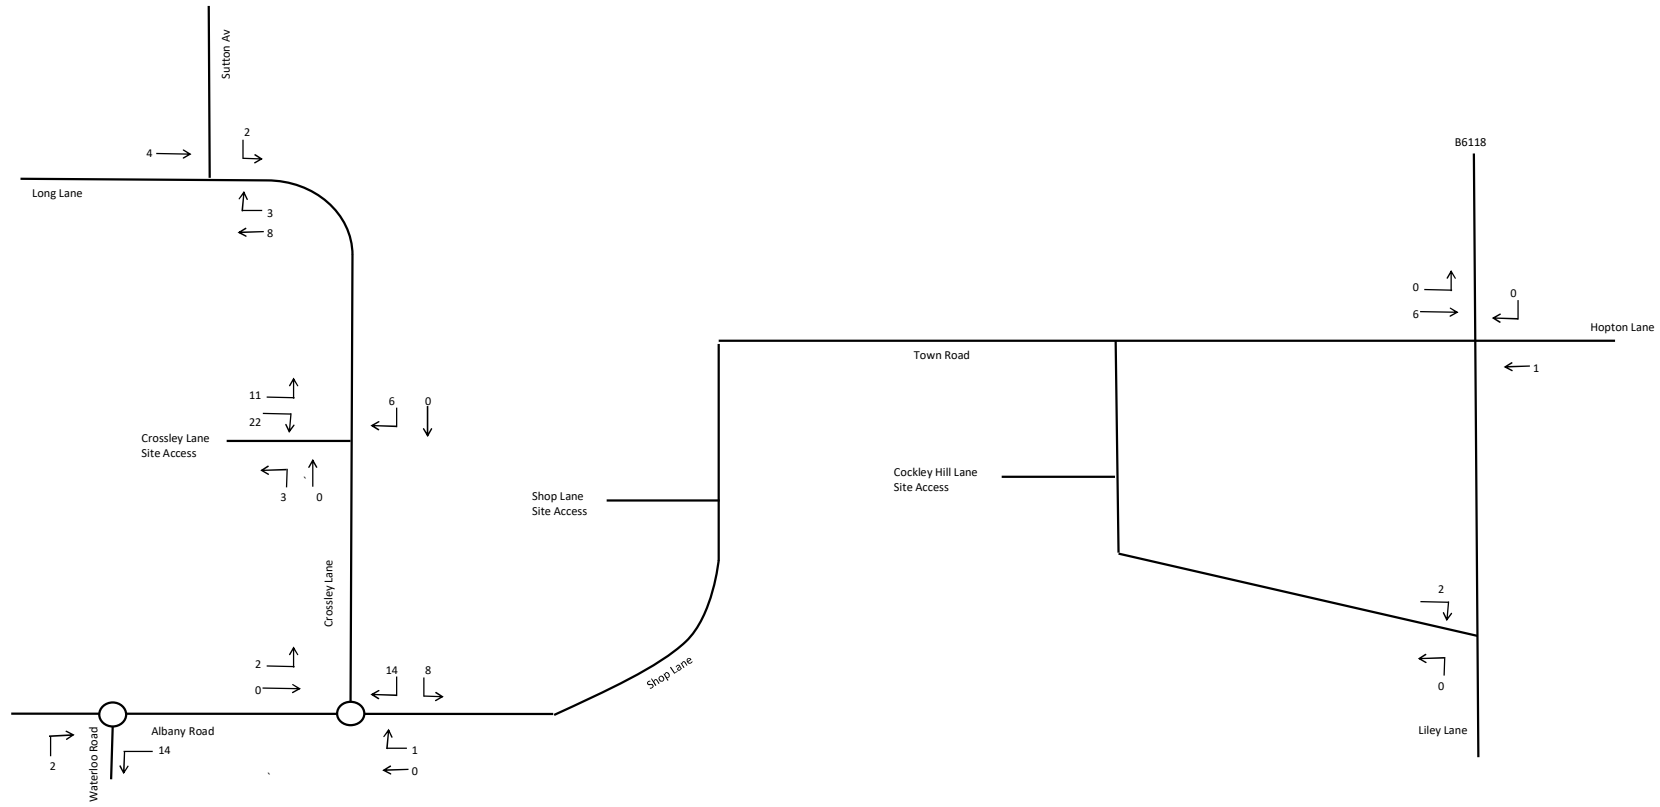 Sutton Av
2
4
B6118
Long Lane
3
8
0
0
6
Hopton Lane
Town Road
1
11
6
0
22
Crossley Lane
Site Access
Cockley Hill Lane
Site Access
3
0
Shop Lane
Site Access
Crossley Lane
2
2
14
8
0
Shop Lane
0
Albany Road
Liley Lane
Waterloo Road
14
1
2
0